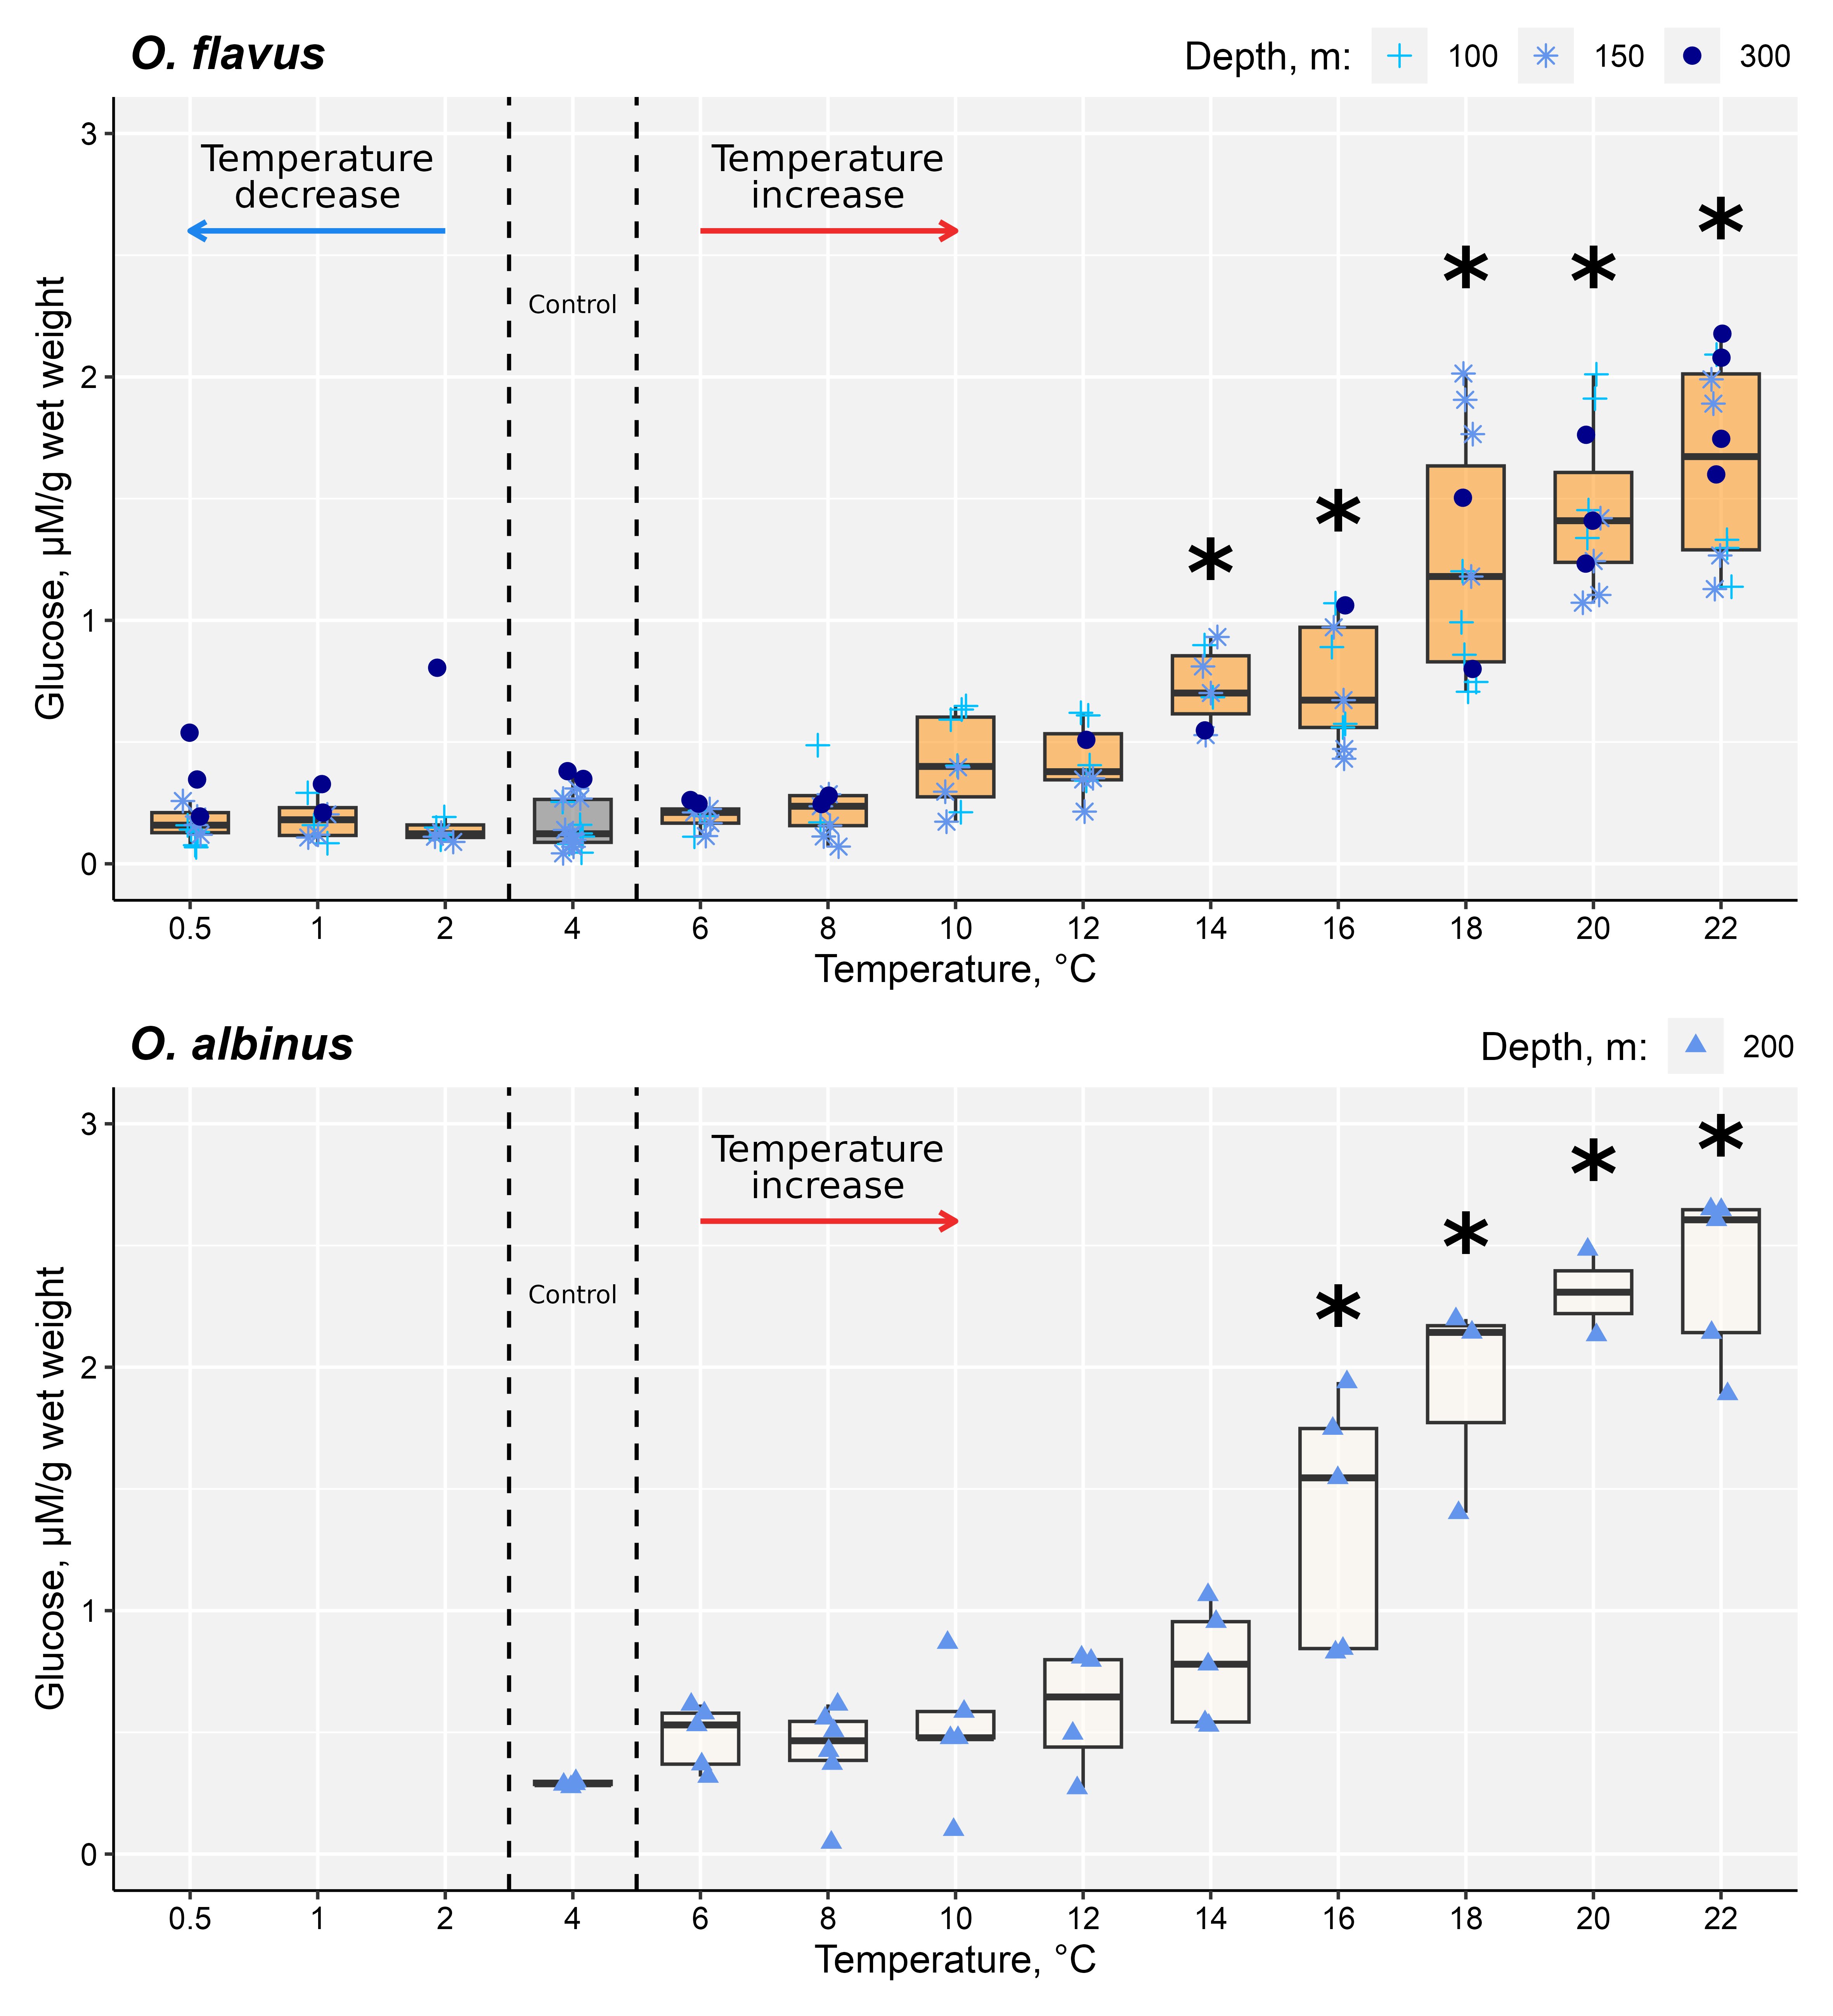 O. flavus
Depth, m: 100 150 300
Temperature
decrease
Control
Temperature
increase
*
*
*
*
*
Glucose, µM/g wet weight
3
2
1
0
0.5 1 2 4 6 8 10 12 14 16 18 20 22
Temperature, °C
O. albinus
Depth, m: 200
Control
Temperature
increase
*
*
*
*
Glucose, µM/g wet weight
3
2
1
0
0.5 1 2 4 6 8 10 12 14 16 18 20 22
Temperature, °C